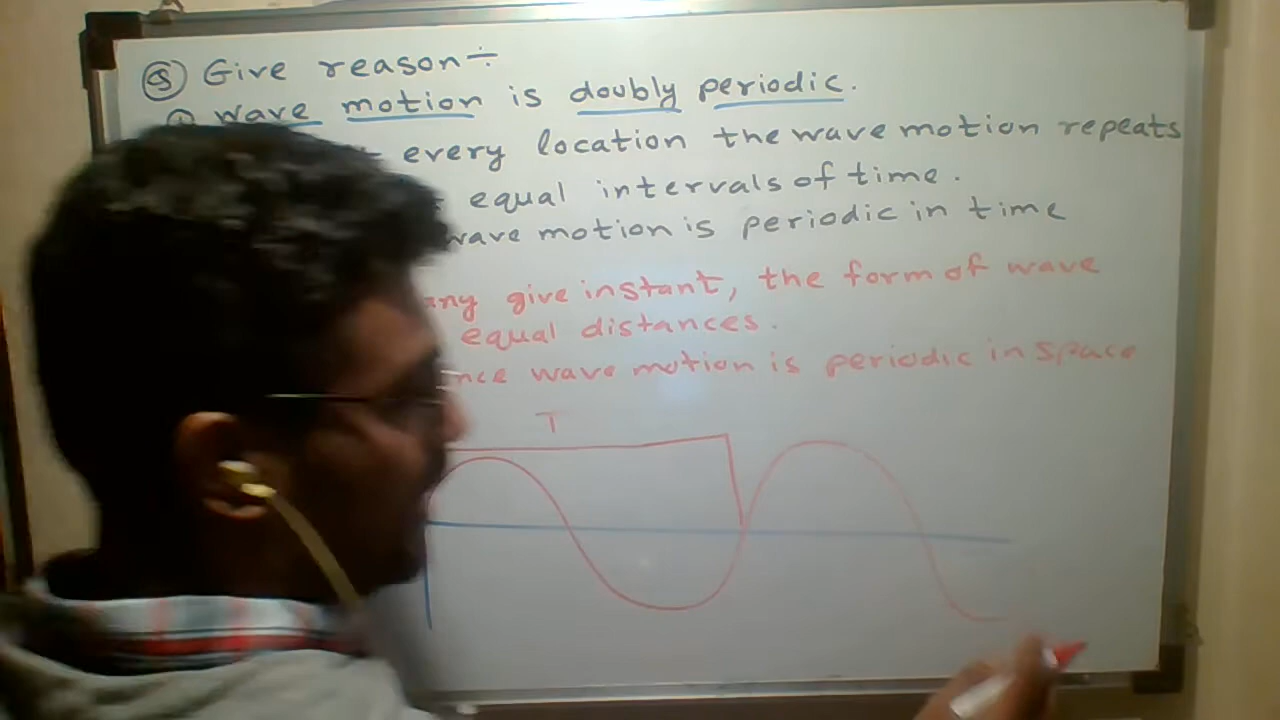 (5) Give reason÷
wave motion is doubly periodic.
every location the wave motion repeats
equal intervals of time.
wave motion is periodic in time
any give instant, the form of wave
equal distances.
wave motion is periodic in space
T